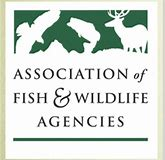 ASSOCIATION of
FISH & WILDLIFE
AGENCIES